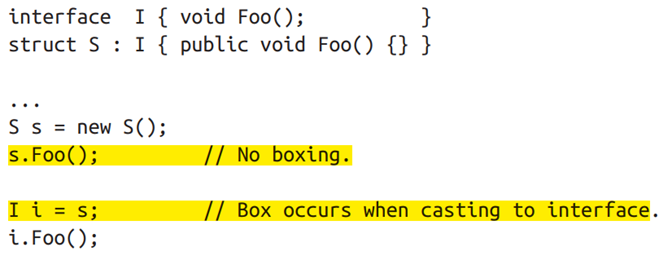 interface  I { void Foo();          }
struct S : I { public void Foo() {} }
...
S s = new S();
s.Foo();         // No boxing.
I i = s;         // Box occurs when casting to interface.
i.Foo();